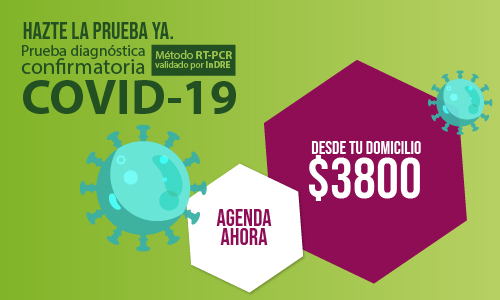 HAZTE LA PRUEBA YA.
Prueba diagnóstica
confirmatoria
Método RT-PCR
validado por InDRE
COVID-19
DESDE TU DOMICILIO
$3800
AGENDA
AHORA